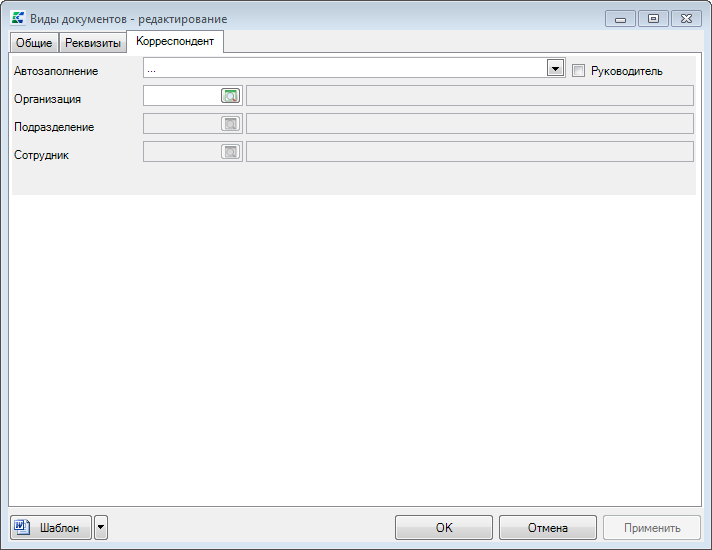 Виды документов - редактирование
Общие Реквизиты Корреспондент
Автозаполнение ... Руководитель
Организация
Подразделение
Сотрудник
Шаблон OK Отмена Применить